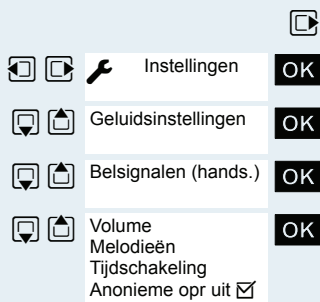 Instellingen OK
Geluidsinstellingen OK
Belsignalen (hands.) OK
Volume OK
Melodieën
Tijdschakeling
Anonieme opr uit